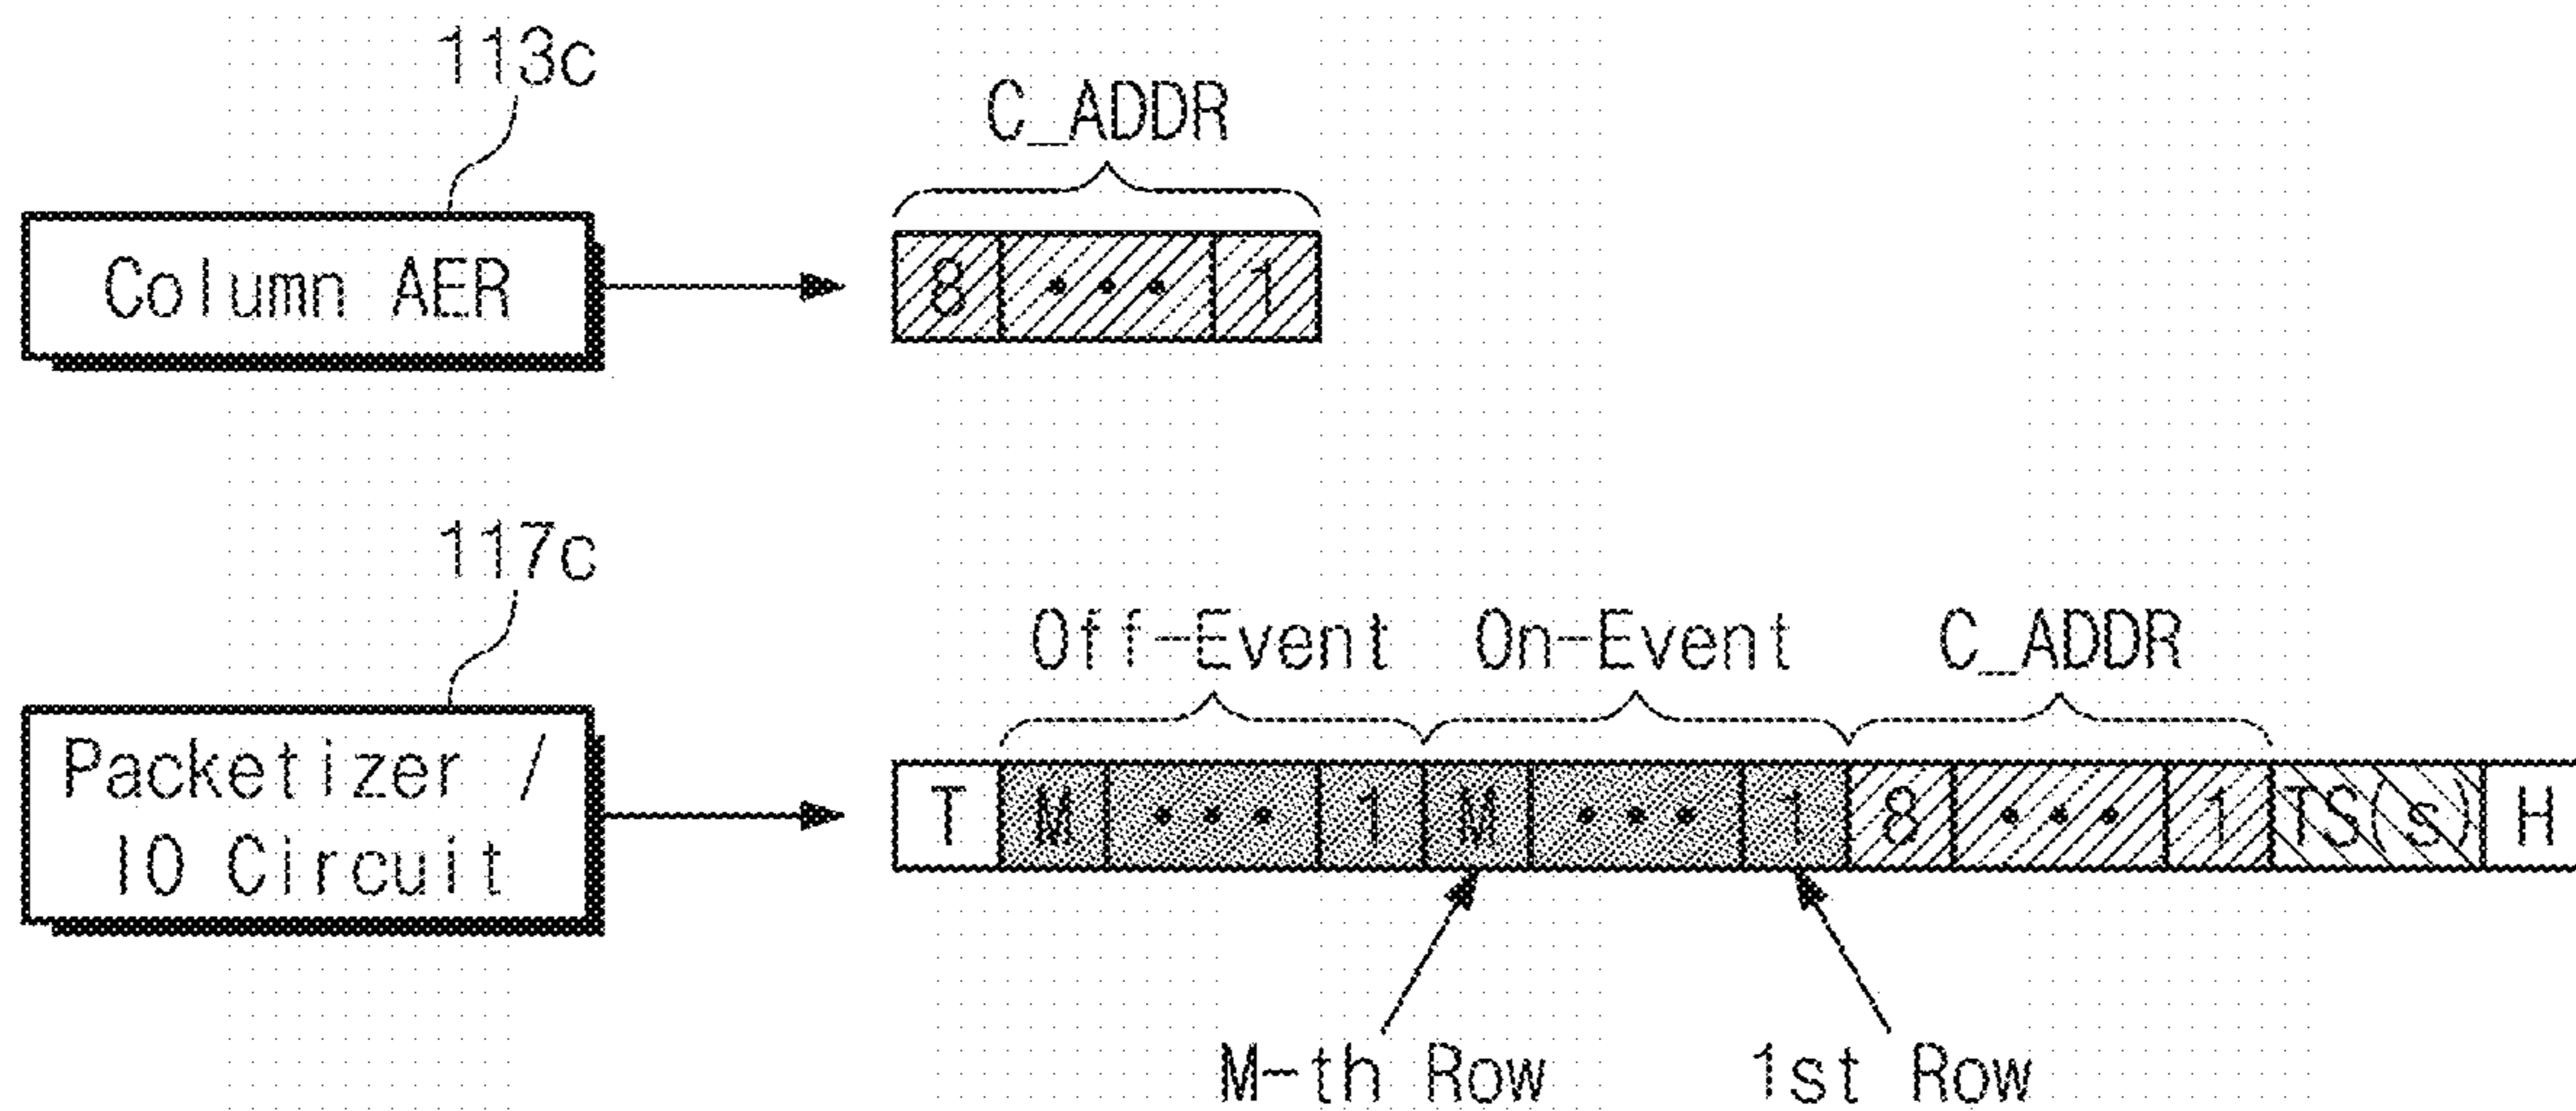 113c
C_ADDR
Column AER
8 • • • 1
117c
Off-Event On-Event C_ADDR
Packetizer /
IO Circuit
T M • • • 1 M • • • 1 8 • • • 1 TS(s) H
M-th Row 1st Row